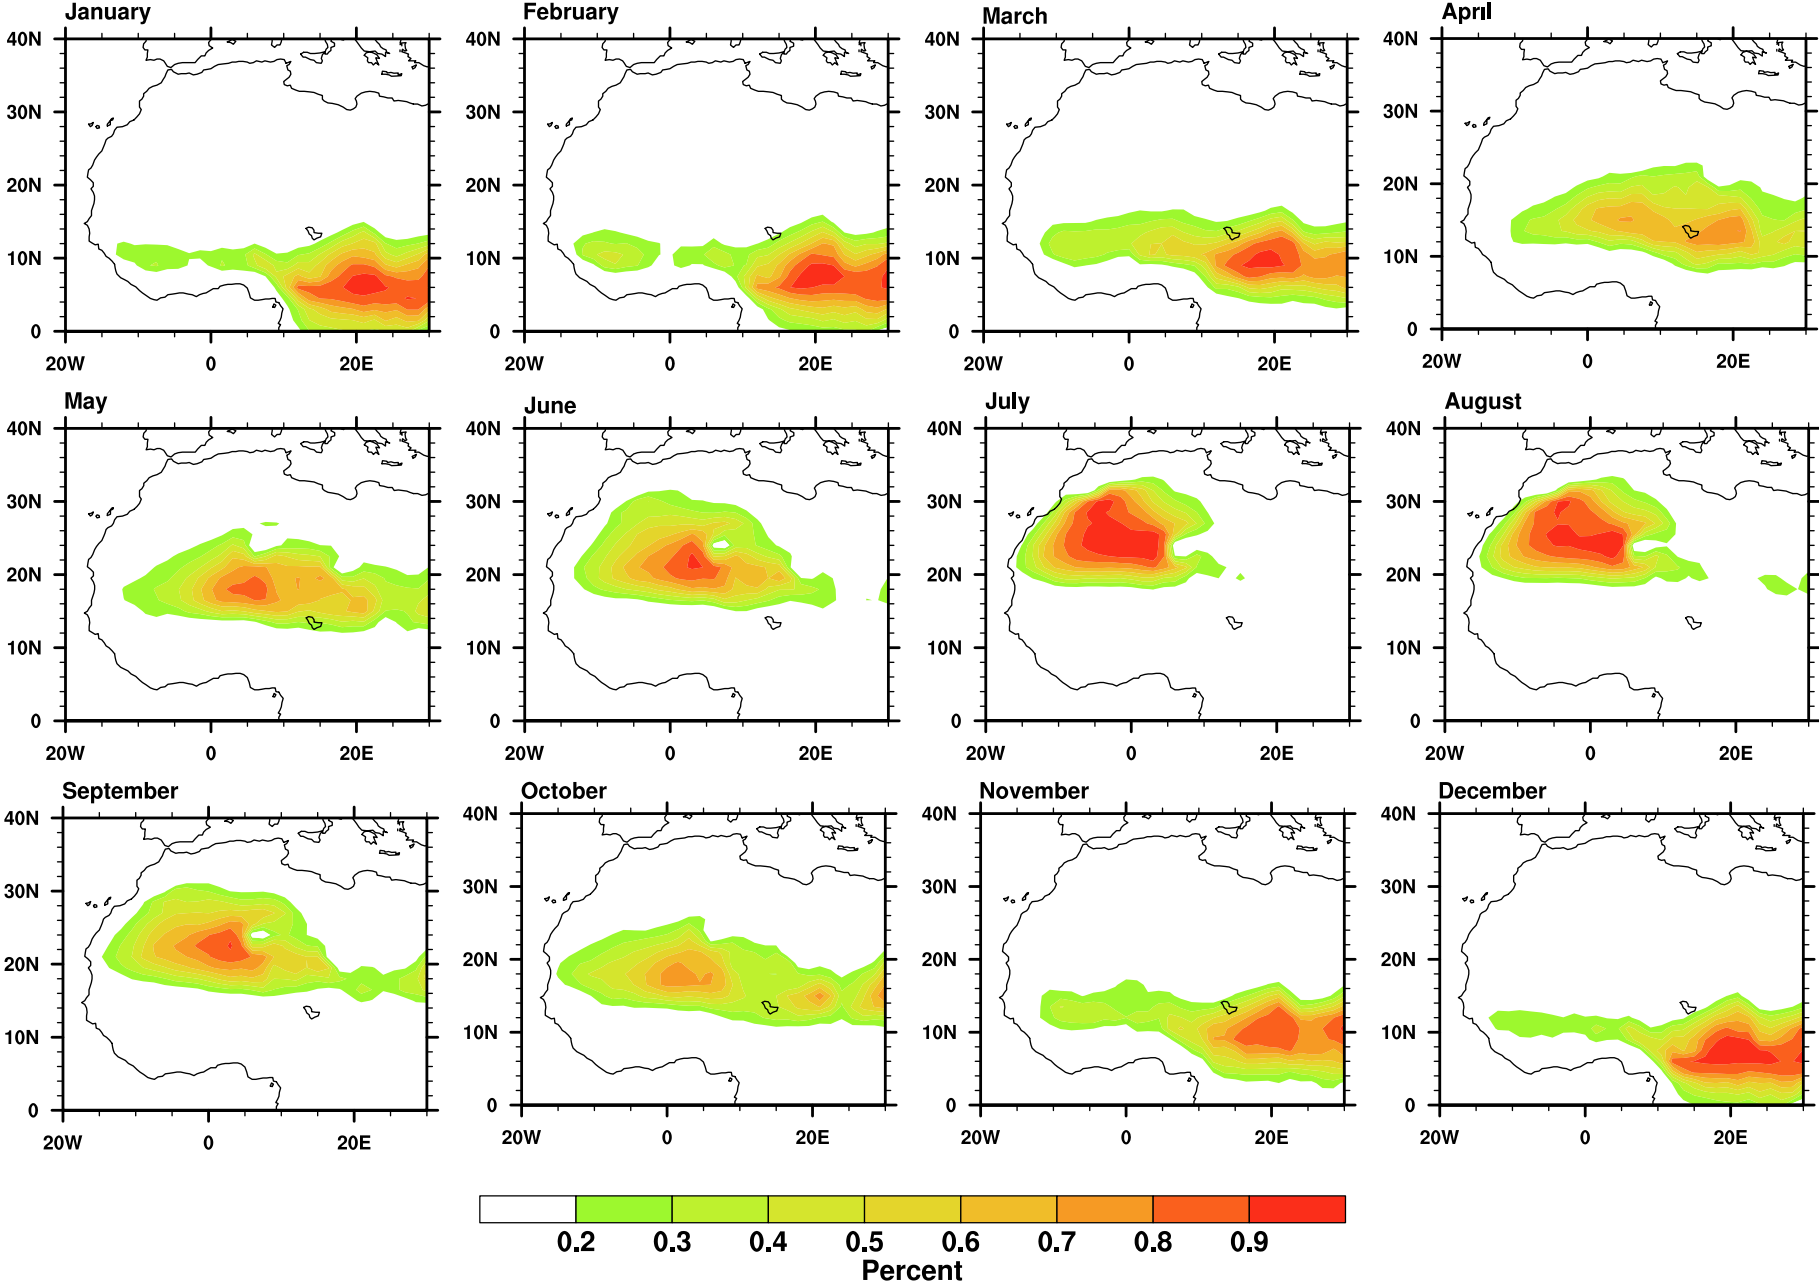 January February March April
40N 40N 40N 40N
30N 30N 30N 30N
20N 20N 20N 20N
10N 10N 10N 10N
0 0 0 0
20W 0 20E 20W 0 20E 20W 0 20E 20W 0 20E
May June July August
40N 40N 40N 40N
30N 30N 30N 30N
20N 20N 20N 20N
10N 10N 10N 10N
0 0 0 0
20W 0 20E 20W 0 20E 20W 0 20E 20W 0 20E
September October November December
40N 40N 40N 40N
30N 30N 30N 30N
20N 20N 20N 20N
10N 10N 10N 10N
0 0 0 0
20W 0 20E 20W 0 20E 20W 0 20E 20W 0 20E
0.2 0.3 0.4 0.5 0.6 0.7 0.8 0.9
Percent